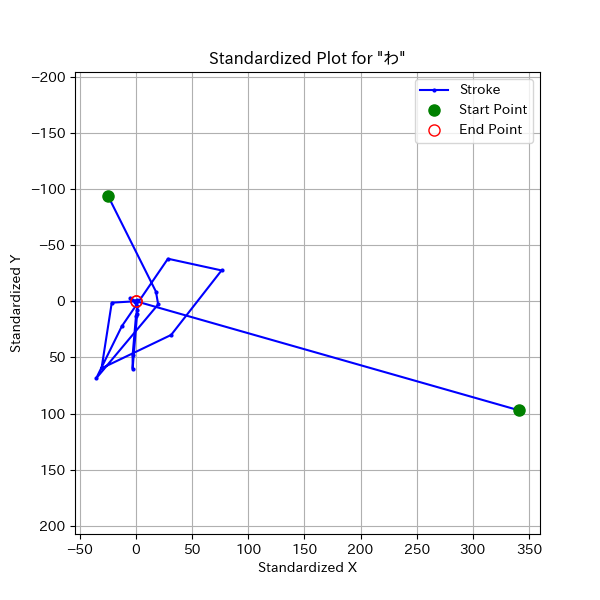 Standardized Plot for "わ"
Stroke
Start Point
End Point
−200
−150
−100
−50
0
50
100
150
200
Standardized Y
−50 0 50 100 150 200 250 300 350
Standardized X